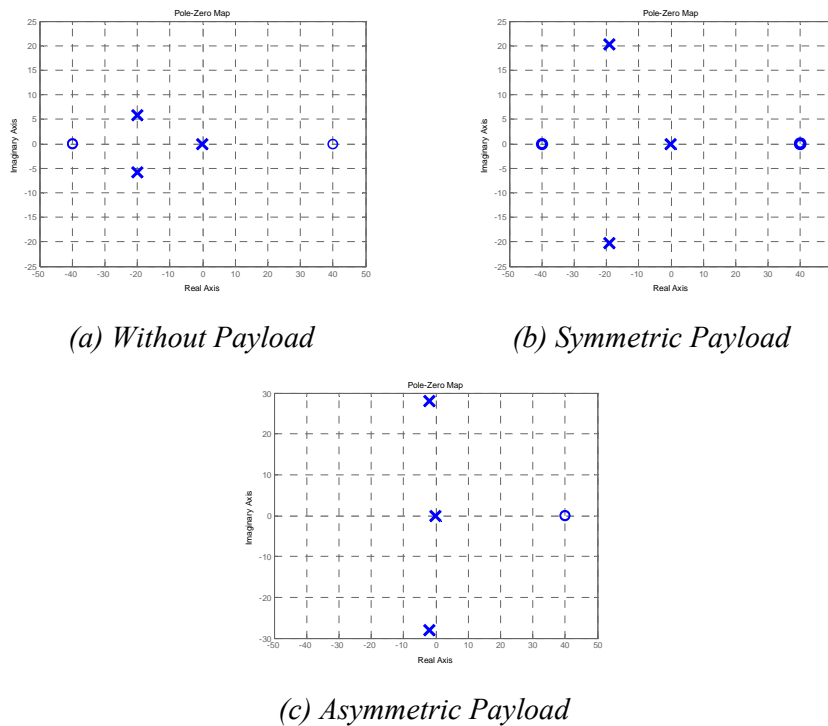 Pole-Zero Map
25
20
15
10
5
0
-5
-10
-15
-20
25
-50 -40 -30 -20 -10 0 10 20 30 40 50
Imaginary Axis
Real Axis
(a) Without Payload
Pole-Zero Map
25
20
15
10
5
0
-5
-10
-15
-20
25
-50 -40 -30 -20 -10 0 10 20 30 40
Imaginary Axis
Real Axis
(b) Symmetric Payload
Pole-Zero Map
30
20
10
0
-10
-20
-30
-50 -40 -30 -20 -10 0 10 20 30 40 50
Imaginary Axis
Real Axis
(c) Asymmetric Payload